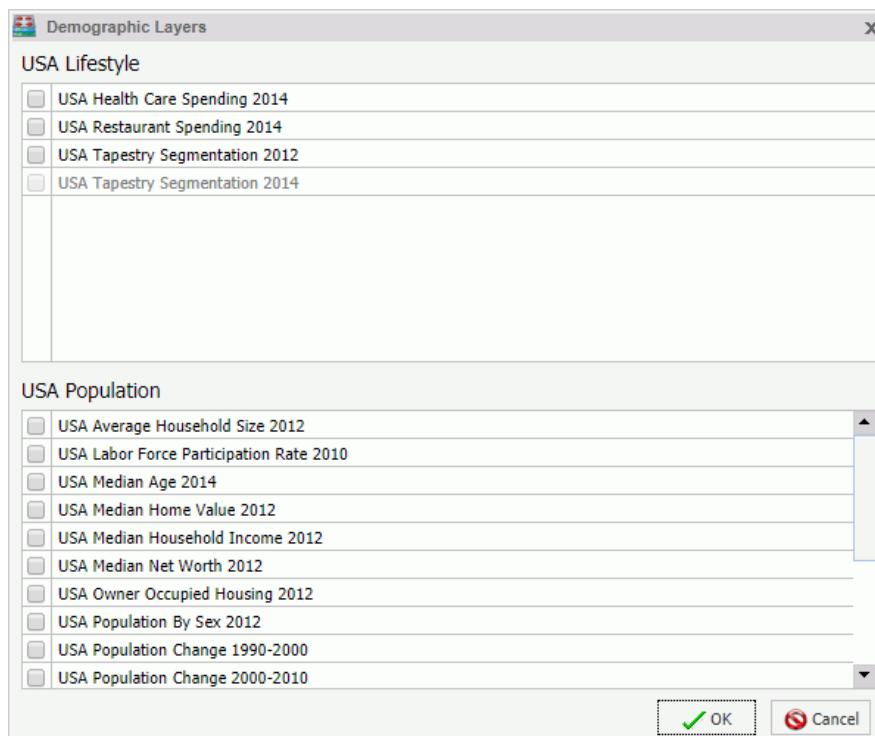 Demographic Layers
USA Lifestyle
USA Health Care Spending 2014
USA Restaurant Spending 2014
USA Tapestry Segmentation 2012
USA Tapestry Segmentation 2014
USA Population
USA Average Household Size 2012
USA Labor Force Participation Rate 2010
USA Median Age 2014
USA Median Home Value 2012
USA Median Household Income 2012
USA Median Net Worth 2012
USA Owner Occupied Housing 2012
USA Population By Sex 2012
USA Population Change 1990-2000
USA Population Change 2000-2010
OK Cancel